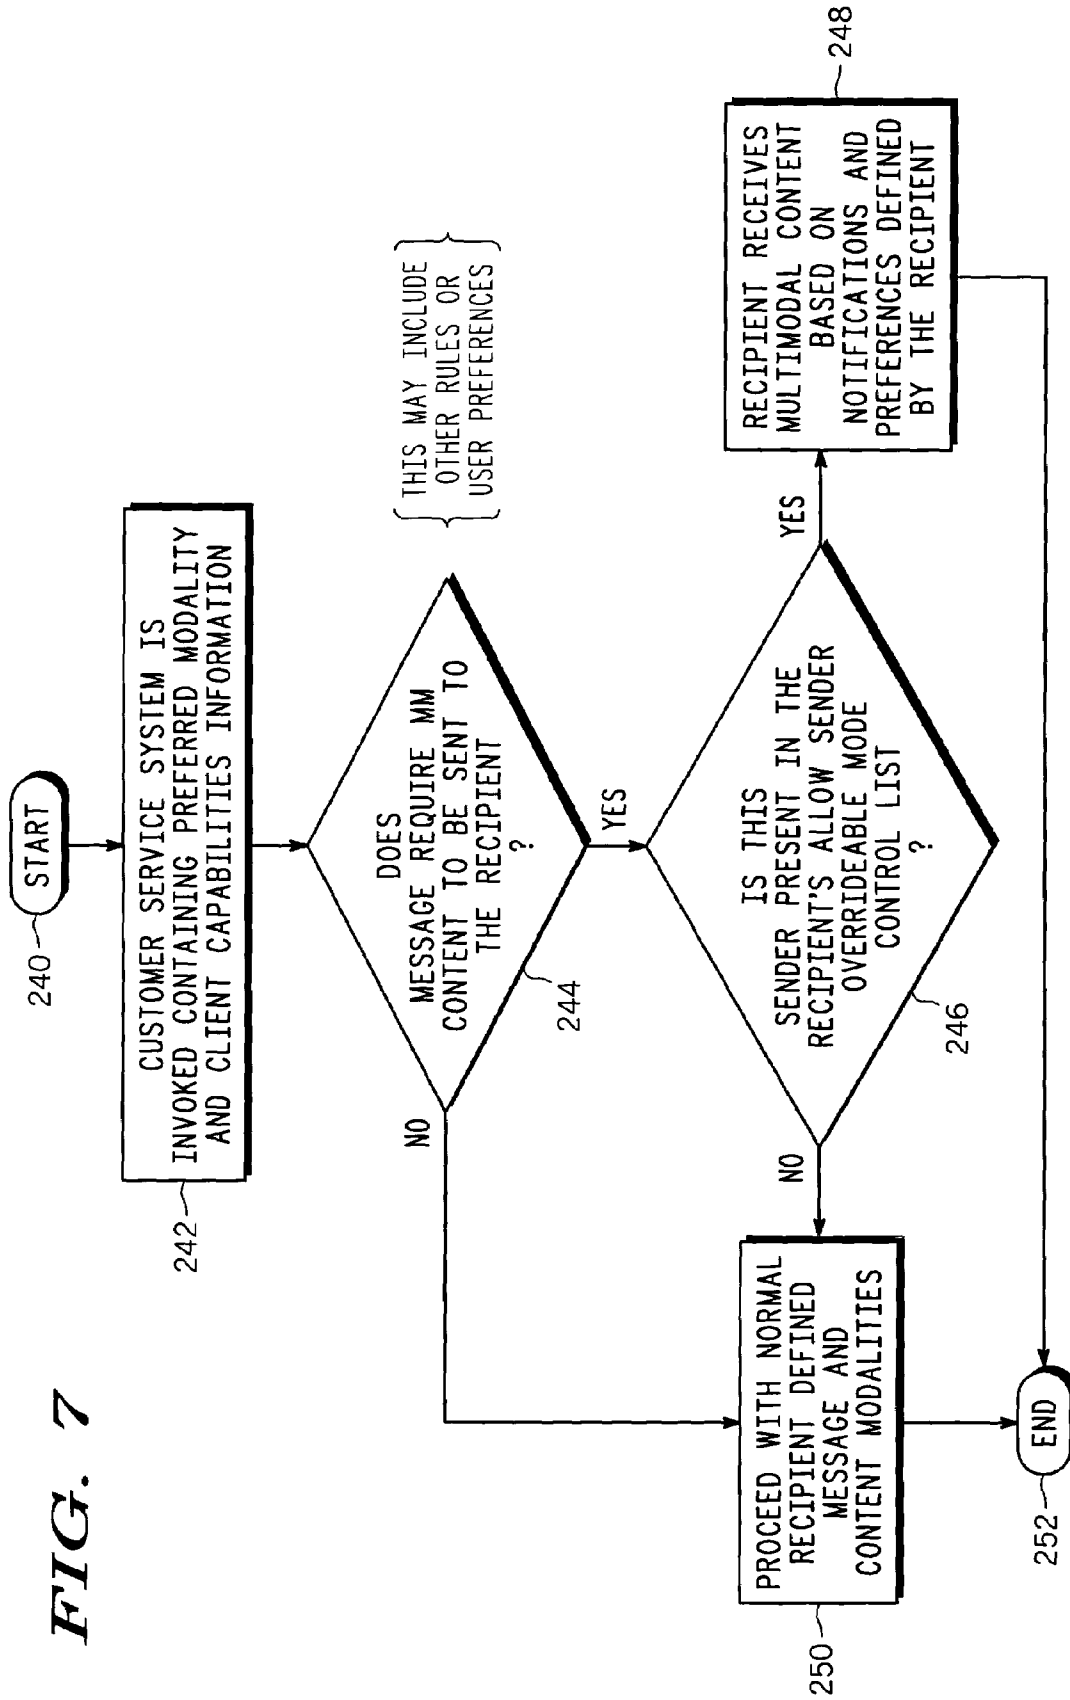 FIG. 7
240
START
CUSTOMER SERVICE SYSTEM IS
INVOKED CONTAINING PREFERRED MODALITY
AND CLIENT CAPABILITIES INFORMATION
242
DOES
MESSAGE REQUIRE MM
CONTENT TO BE SENT TO
THE RECIPIENT
?
244
THIS MAY INCLUDE
OTHER RULES OR
USER PREFERENCES
NO
YES
IS THIS
SENDER PRESENT IN THE
RECIPIENT'S ALLOW SENDER
OVERRIDEABLE MODE
CONTROL LIST
?
246
NO
YES
RECIPIENT RECEIVES
MULTIMODAL CONTENT
BASED ON
NOTIFICATIONS AND
PREFERENCES DEFINED
BY THE RECIPIENT
248
PROCEED WITH NORMAL
RECIPIENT DEFINED
MESSAGE AND
CONTENT MODALITIES
250
END
252